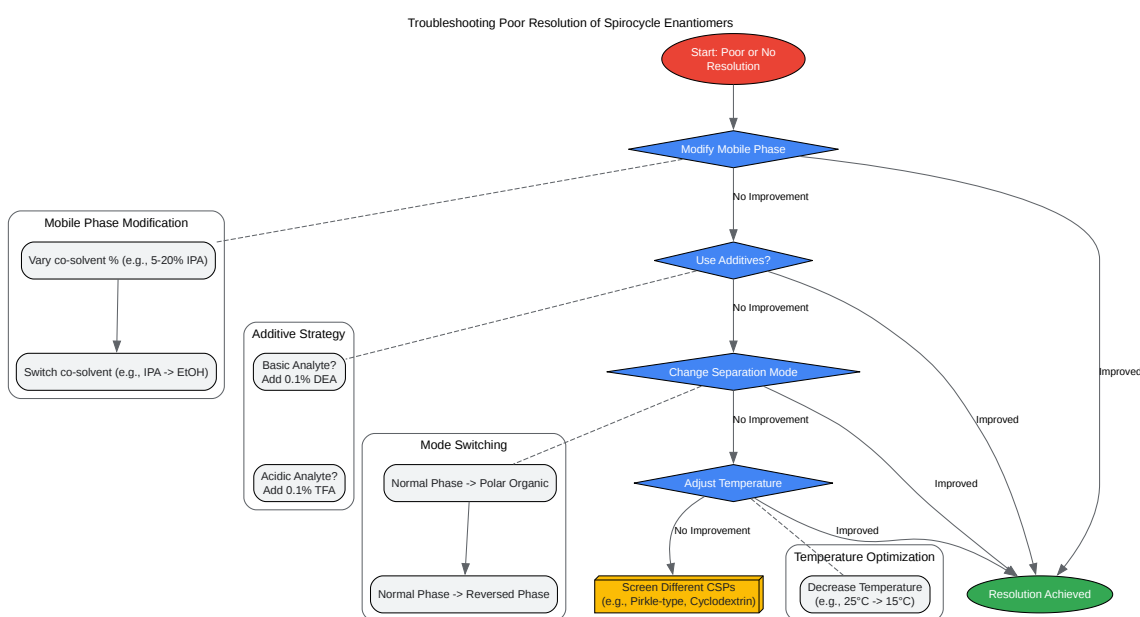 Troubleshooting Poor Resolution of Spirocycle Enantiomers
Start: Poor or No
Resolution
Modify Mobile Phase
No Improvement
Mobile Phase Modification
Vary co-solvent % (e.g., 5-20% IPA)
Use Additives?
No Improvement
Additive Strategy
Basic Analyte?
Add 0.1% DEA
Switch co-solvent (e.g., IPA -> EtOH)
Change Separation Mode
Improved
No Improvement
Improved
Mode Switching
Acidic Analyte?
Add 0.1% TFA
Normal Phase -> Polar Organic
Adjust Temperature
Improved
No Improvement
Improved
Temperature Optimization
Normal Phase -> Reversed Phase
Screen Different CSPs
(e.g., Pirkle-type, Cyclodextrin)
Decrease Temperature
(e.g., 25°C -> 15°C)
Resolution Achieved